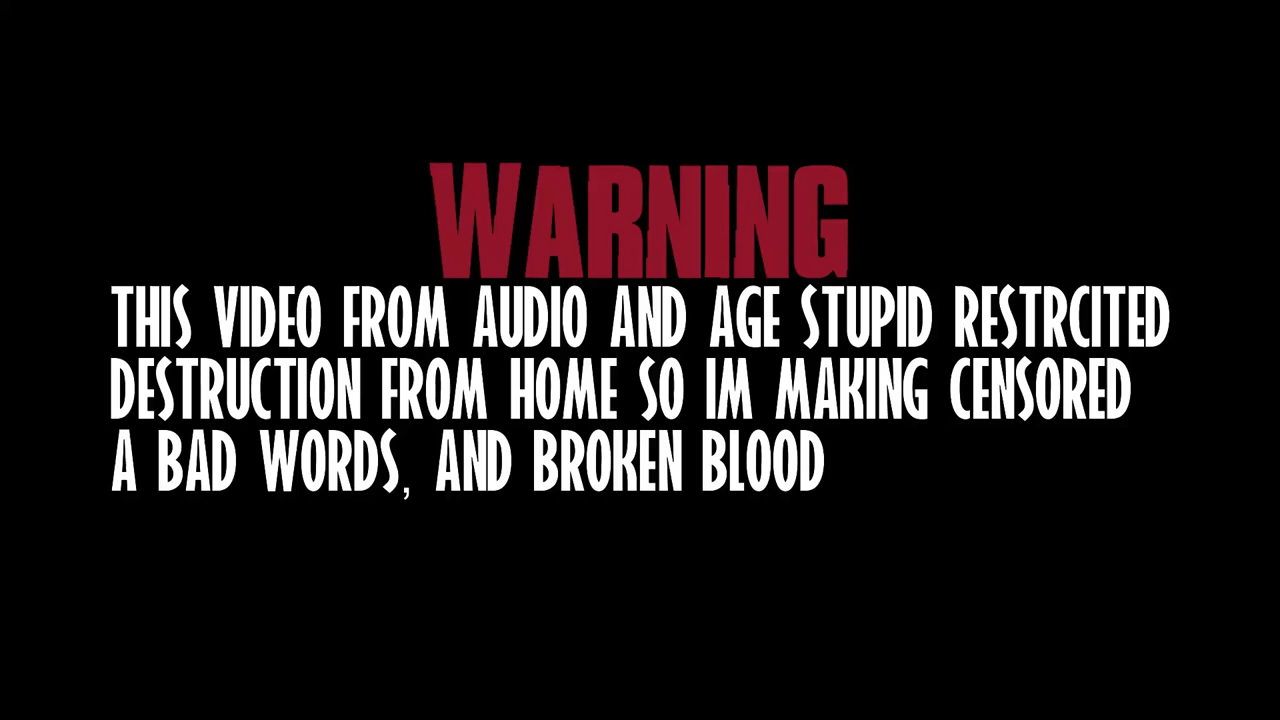 WARNING
THIS VIDEO FROM AUDIO AND AGE STUPID RESTRCITED
DESTRUCTION FROM HOME SO IM MAKING CENSORED
A BAD WORDS, AND BROKEN BLOOD